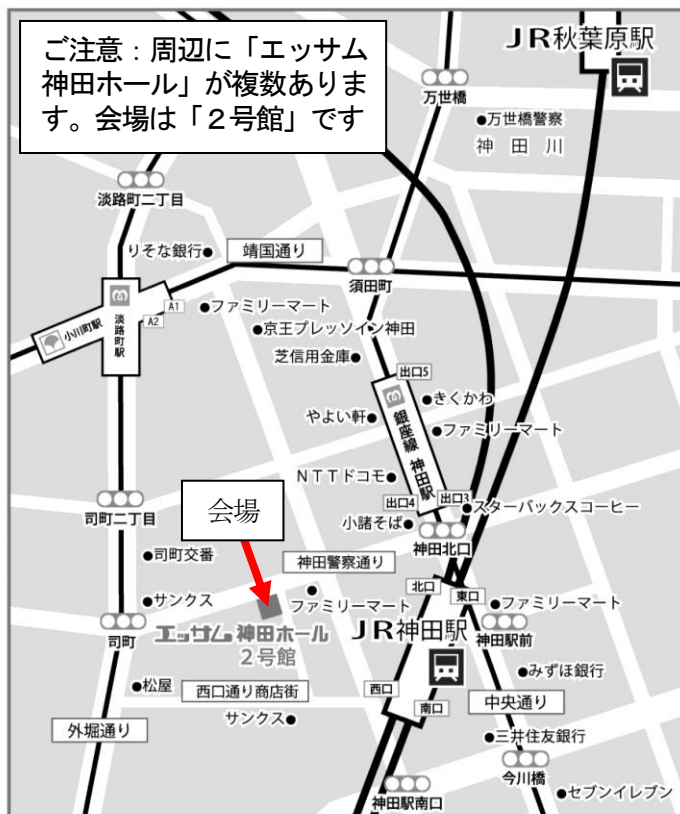 ご注意：周辺に「エッサム
神田ホール」が複数ありま
す。会場は「２号館」です
ＪＲ秋葉原駅
万世橋
●万世橋警察
神田川
淡路町二丁目
りそな銀行●
靖国通り
須田町
A1
●ファミリーマート
A2
淡路町駅
小川町駅
●京王プレッソイン神田
芝信用金庫●
出口5
●きくかわ
やよい軒●
銀座線 神田駅
●ファミリーマート
ＮＴＴドコモ●
出口4
出口3
●スターバックスコーヒー
司町二丁目
会場
小諸そば●
神田北口
●司町交番
神田警察通り
北口
東口
●サンクス
●ファミリーマート
●ファミリーマート
司町
エッサム 神田ホール
２号館
ＪＲ神田駅
神田駅前
●みずほ銀行
●松屋
西口通り商店街
西口
南口
中央通り
サンクス●
外堀通り
●三井住友銀行
今川橋
神田駅南口
●セブンイレブン